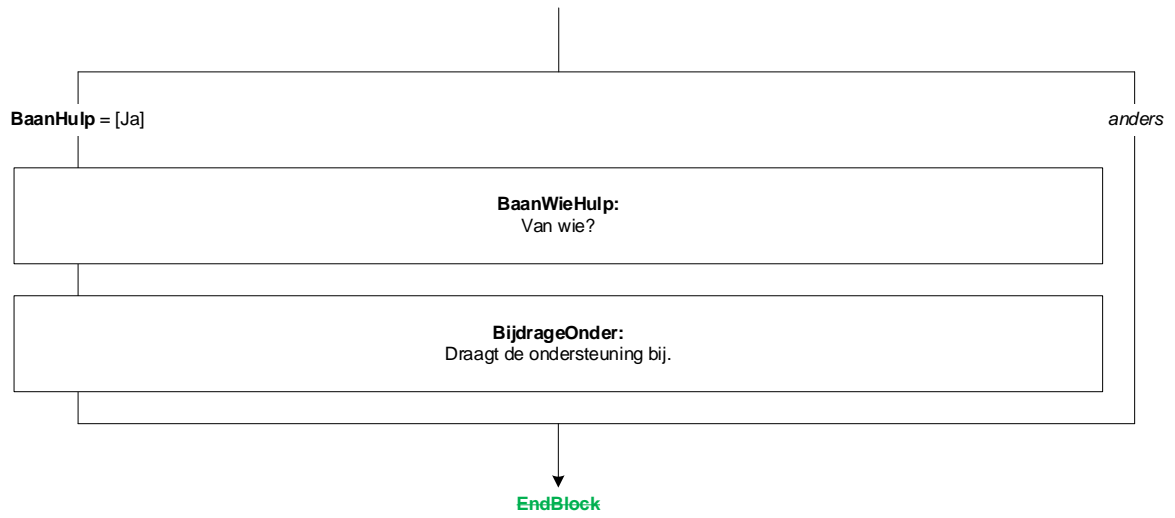 BaanHulp = [Ja]
anders
BaanWieHulp:
Van wie?
BijdrageOnder:
Draagt de ondersteuning bij.
EndBlock